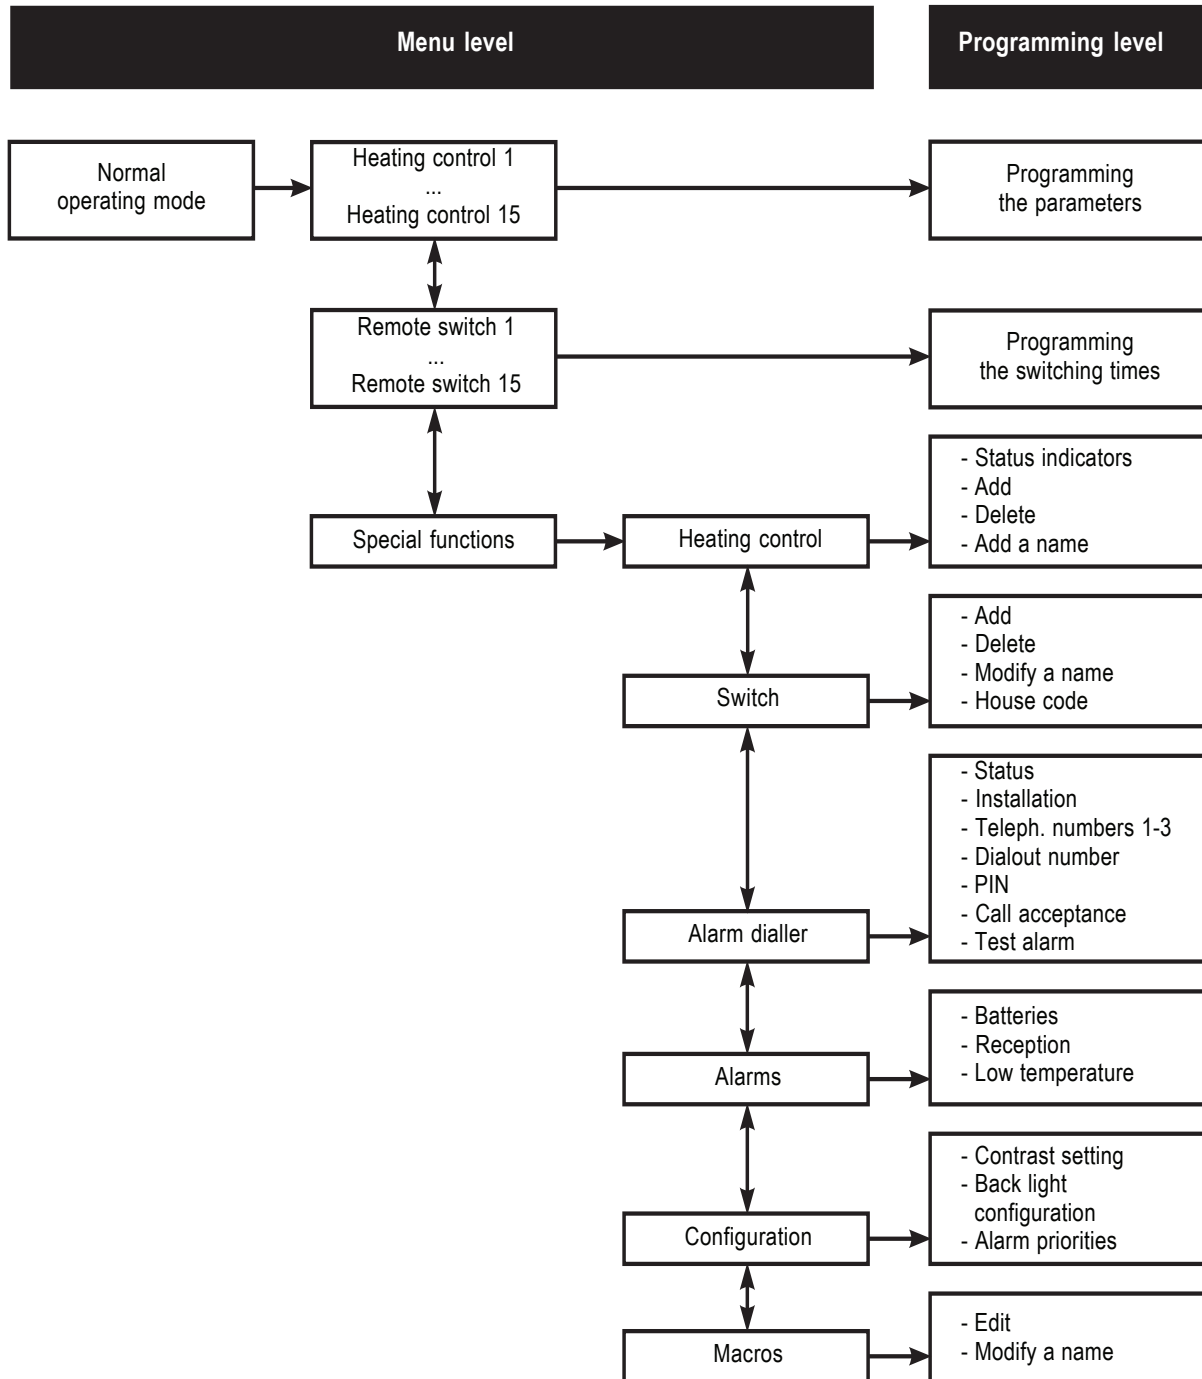 Menu level
Programming level
Normal
operating mode
Heating control 1
...
Heating control 15
Programming
the parameters
Remote switch 1
...
Remote switch 15
Programming
the switching times
Special functions
Heating control
- Status indicators
- Add
- Delete
- Add a name
Switch
- Add
- Delete
- Modify a name
- House code
Alarm dialler
- Status
- Installation
- Teleph. numbers 1-3
- Dialout number
- PIN
- Call acceptance
- Test alarm
Alarms
- Batteries
- Reception
- Low temperature
Configuration
- Contrast setting
- Back light
configuration
- Alarm priorities
Macros
- Edit
- Modify a name